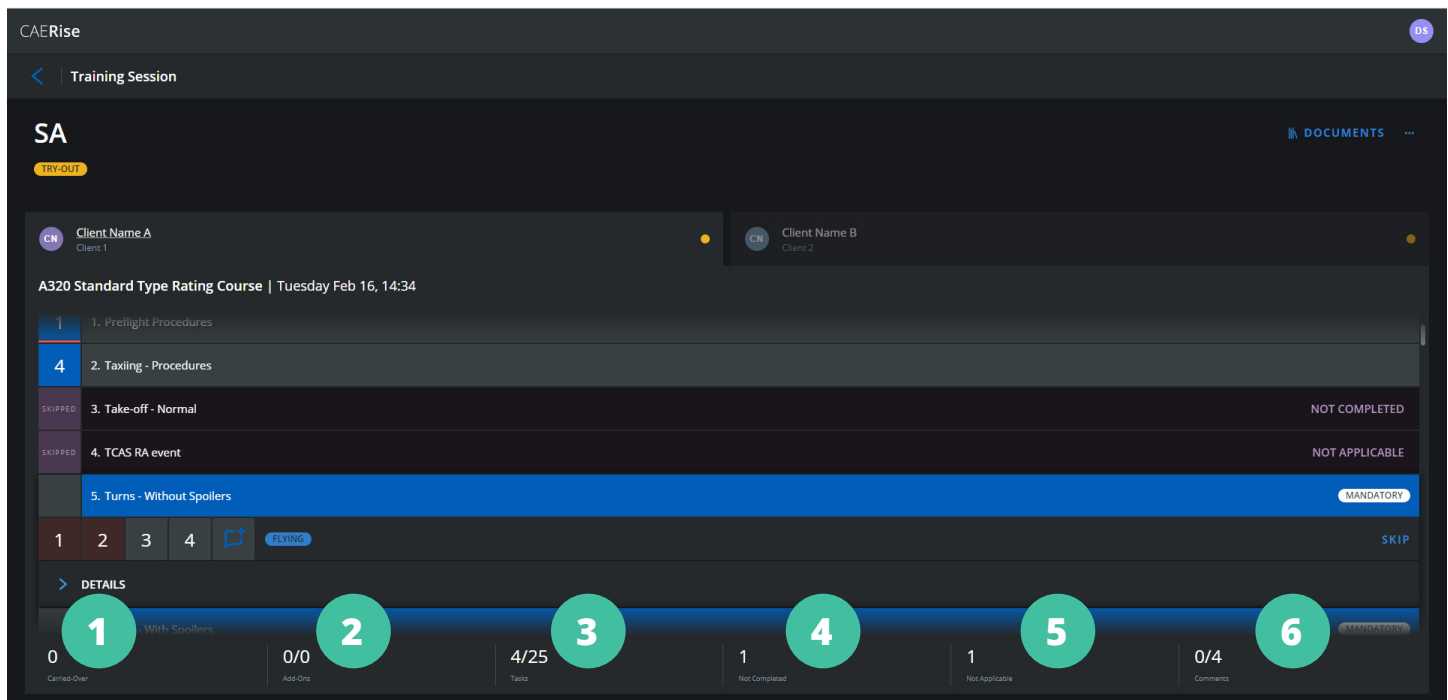 CAERise
DS
Training Session
SA
DOCUMENTS ...
TRY-OUT
CN Client Name A
Client 1
CN Client Name B
Client 2
A320 Standard Type Rating Course | Tuesday Feb 16, 14:34
1 1. Preflight Procedures
4 2. Taxiing - Procedures
SKIPPED 3. Take-off - Normal NOT COMPLETED
SKIPPED 4. TCAS RA event NOT APPLICABLE
5. Turns - Without Spoilers MANDATORY
1 2 3 4 FLYING SKIP
DETAILS
- With Spoilers MANDATORY
1 2 3 4 5 6
0 0/0 4/25 1 1 0/4
Carried-Over Add-Ons Tasks Not Completed Not Applicable Comments